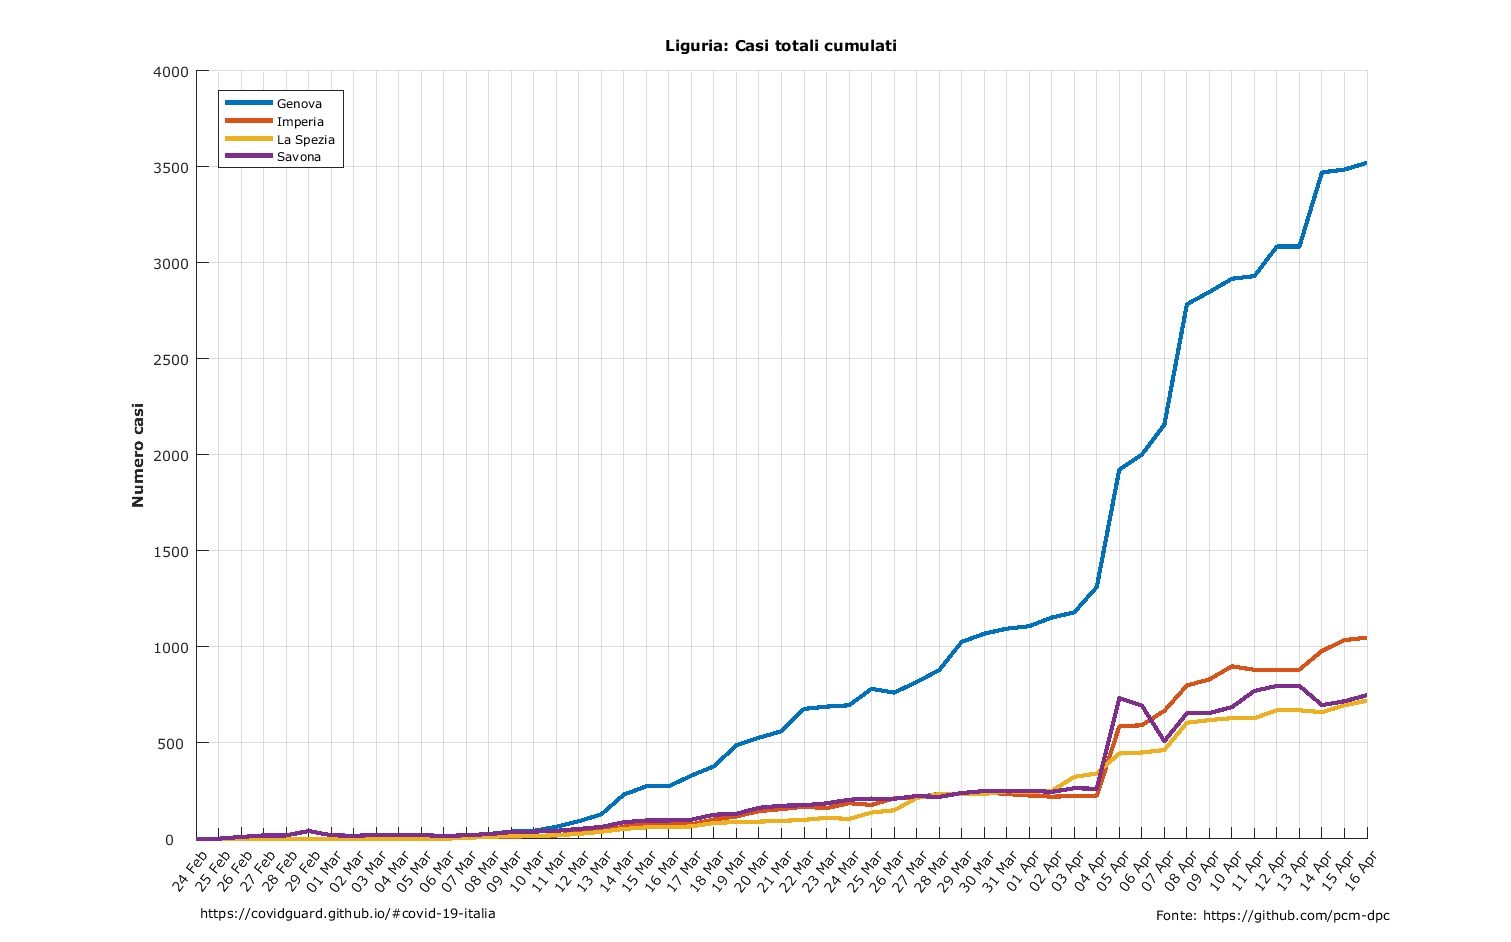 Liguria: Casi totali cumulati
4000
3500
3000
2500
2000
1500
1000
500
0
Numero casi
Genova
Imperia
La Spezia
Savona
24 Feb
25 Feb
26 Feb
27 Feb
28 Feb
29 Feb
01 Mar
02 Mar
03 Mar
04 Mar
05 Mar
06 Mar
07 Mar
08 Mar
09 Mar
10 Mar
11 Mar
12 Mar
13 Mar
14 Mar
15 Mar
16 Mar
17 Mar
18 Mar
19 Mar
20 Mar
21 Mar
22 Mar
23 Mar
24 Mar
25 Mar
26 Mar
27 Mar
28 Mar
29 Mar
30 Mar
31 Mar
01 Apr
02 Apr
03 Apr
04 Apr
05 Apr
06 Apr
07 Apr
08 Apr
09 Apr
10 Apr
11 Apr
12 Apr
13 Apr
14 Apr
15 Apr
16 Apr
https://covidguard.github.io/#covid-19-italia
Fonte: https://github.com/pcm-dpc